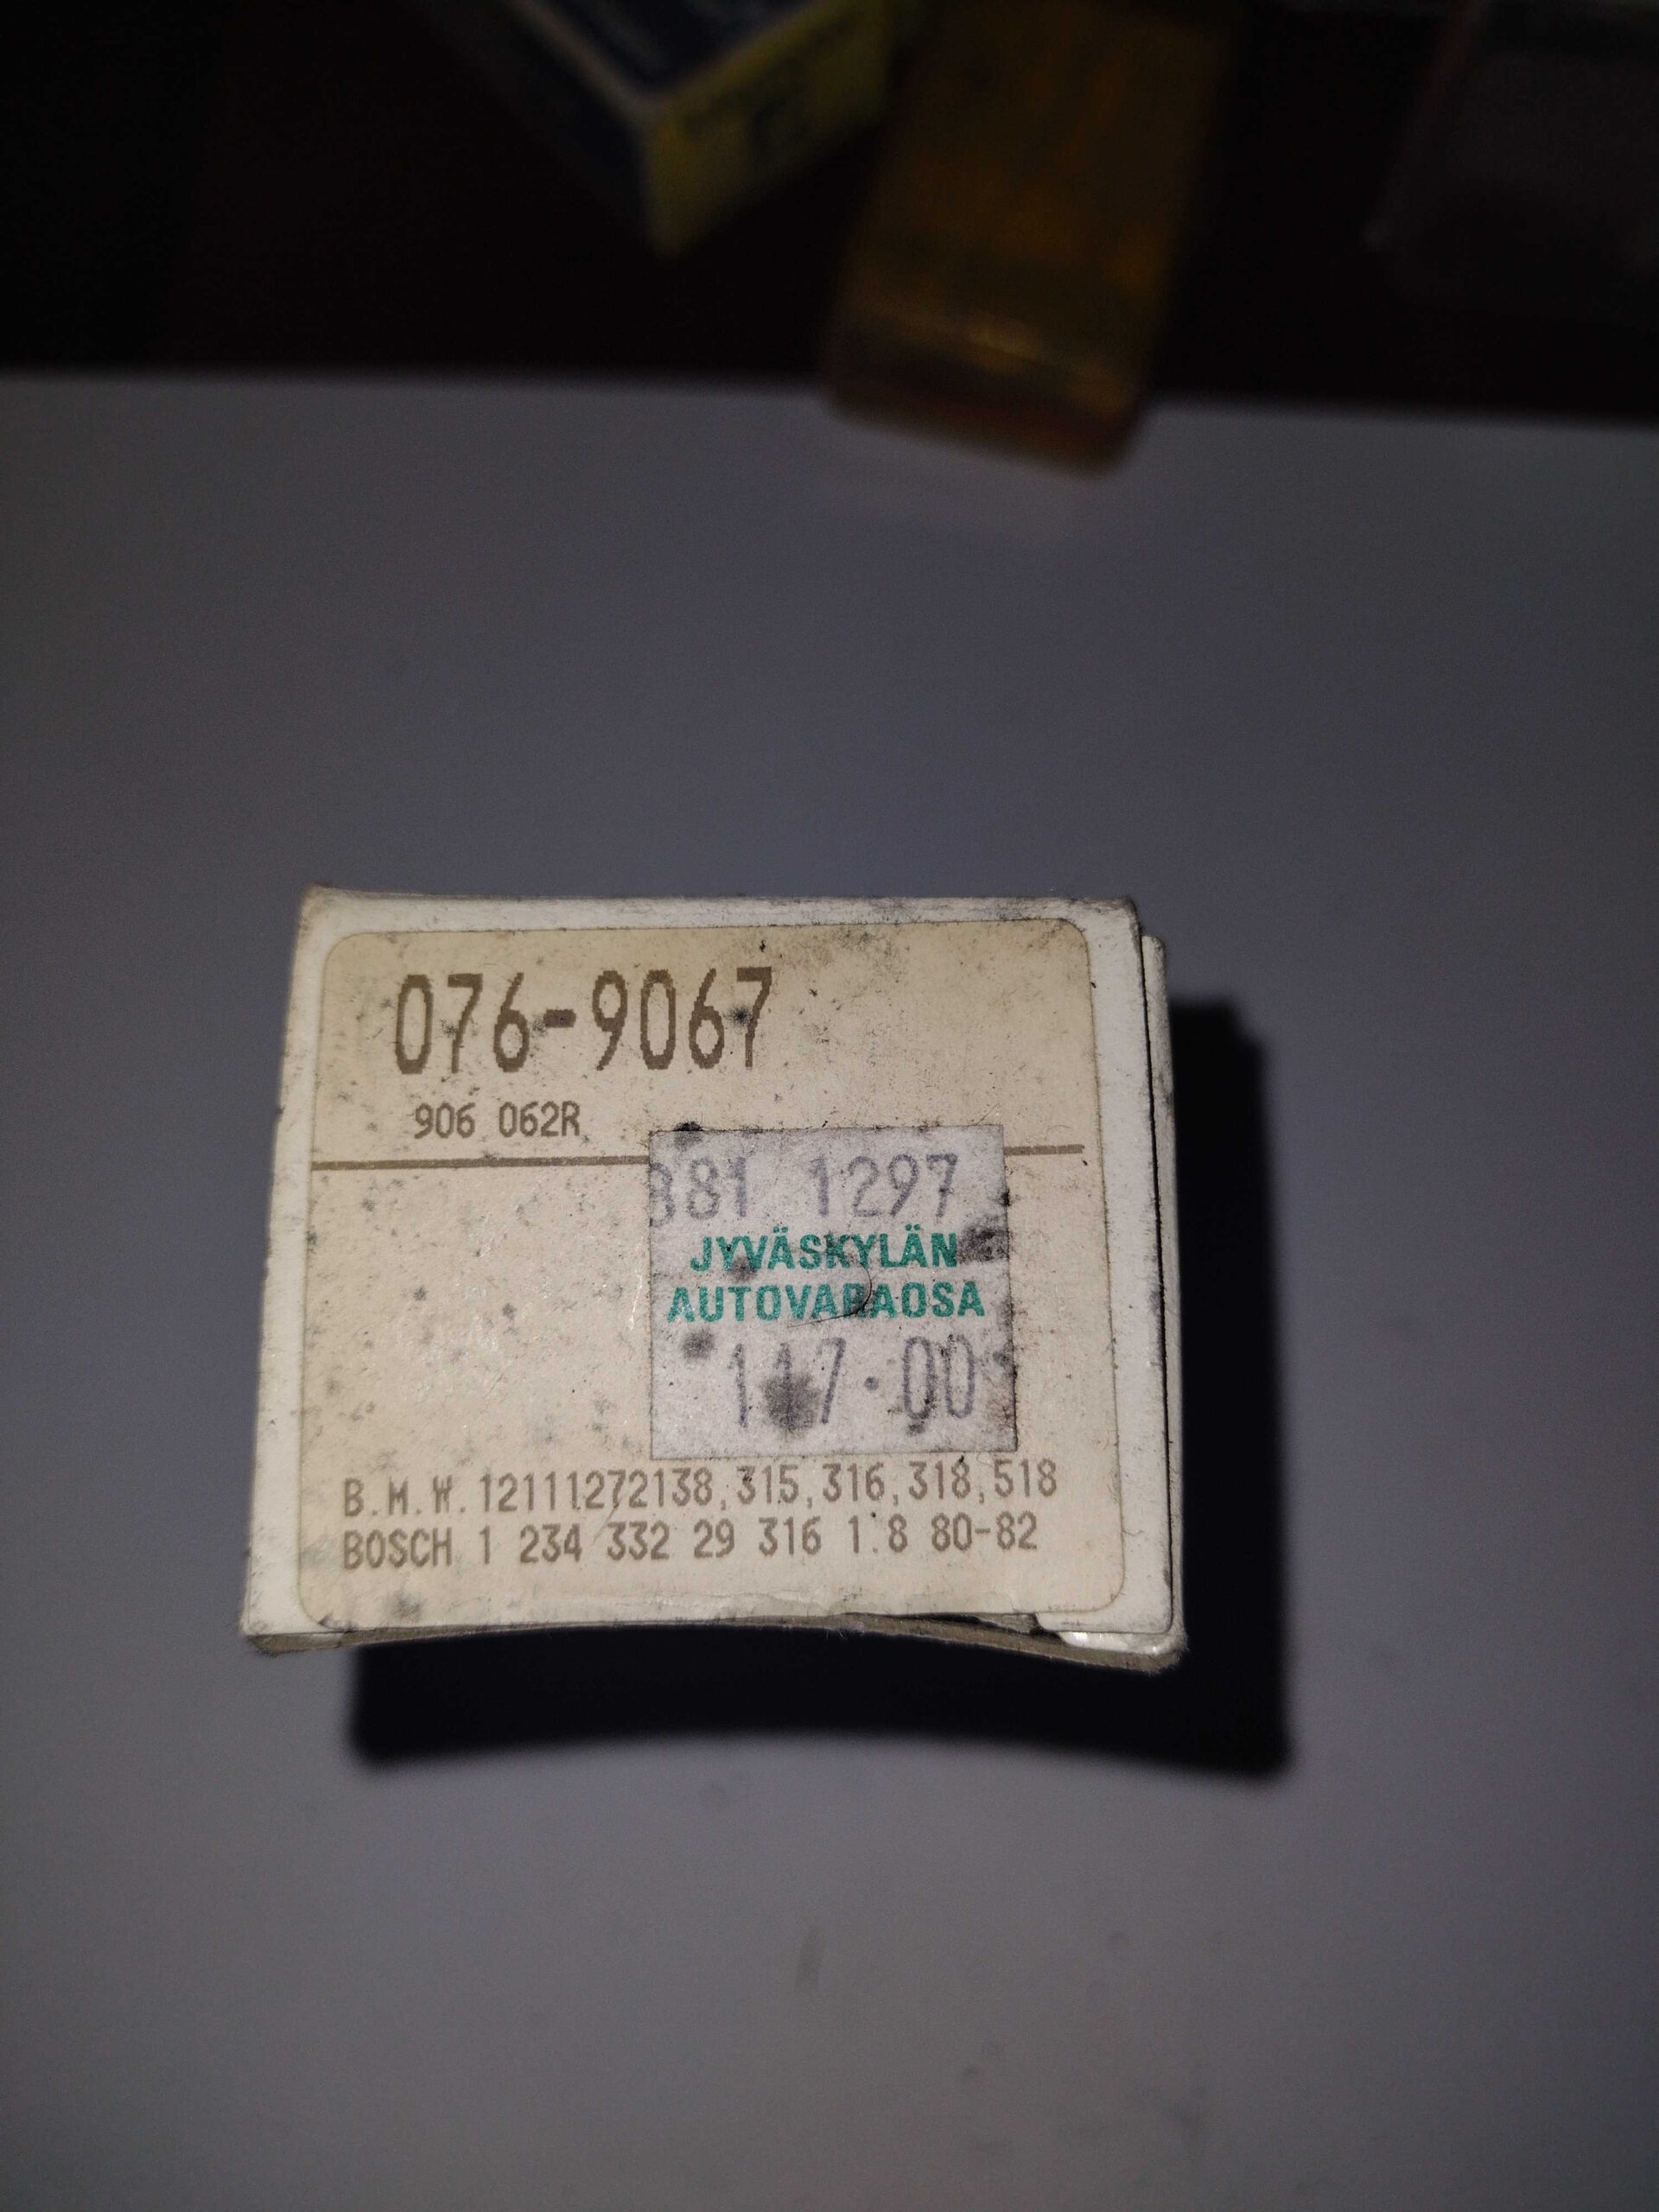 076-9067
906 062R
381 1297
JYVÄSKYLÄN
AUTOVARAOSA
117.00
B.M.W. 12111272138, 315, 316, 318, 518
BOSCH 1 234 332 29 316 1.8 80-82